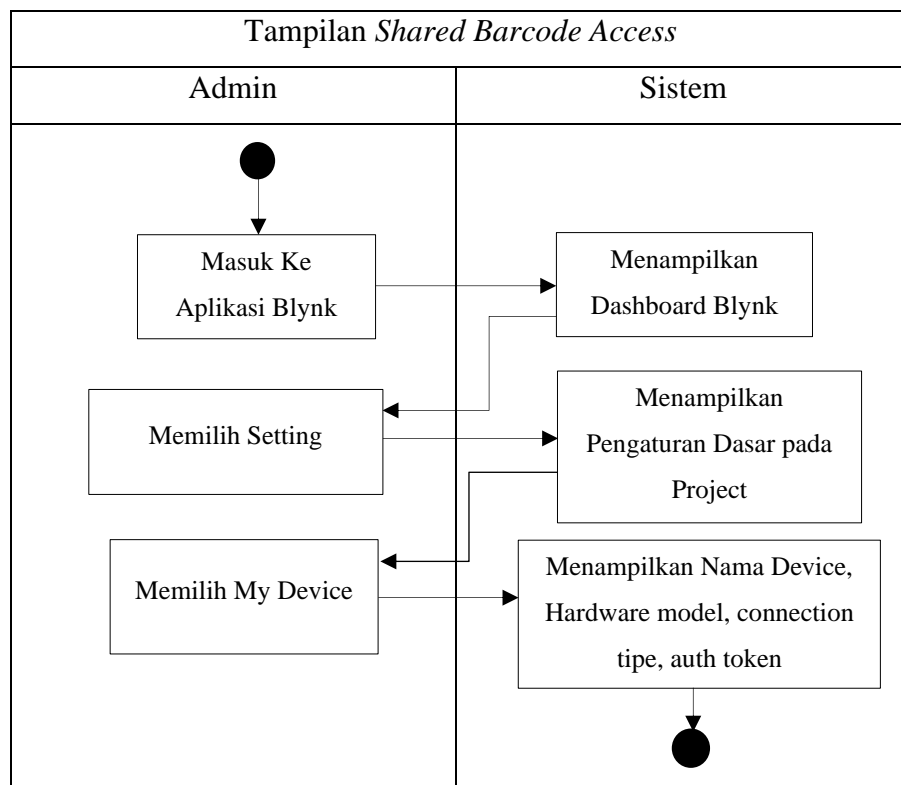 Tampilan Shared Barcode Access
Admin
Sistem
Masuk Ke
Aplikasi Blynk
Menampilkan
Dashboard Blynk
Memilih Setting
Menampilkan
Pengaturan Dasar pada
Project
Memilih My Device
Menampilkan Nama Device,
Hardware model, connection
tipe, auth token